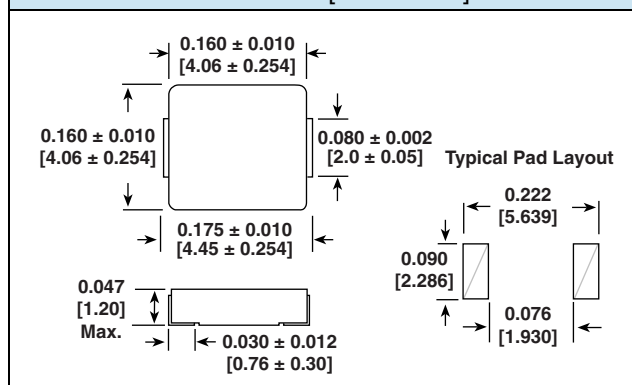 0.160 ± 0.010
[4.06 ± 0.254]
0.160 ± 0.010
[4.06 ± 0.254]
0.080 ± 0.002
[2.0 ± 0.05]
0.175 ± 0.010
[4.45 ± 0.254]
0.047
[1.20]
Max.
0.030 ± 0.012
[0.76 ± 0.30]
Typical Pad Layout
0.222
[5.639]
0.090
[2.286]
0.076
[1.930]